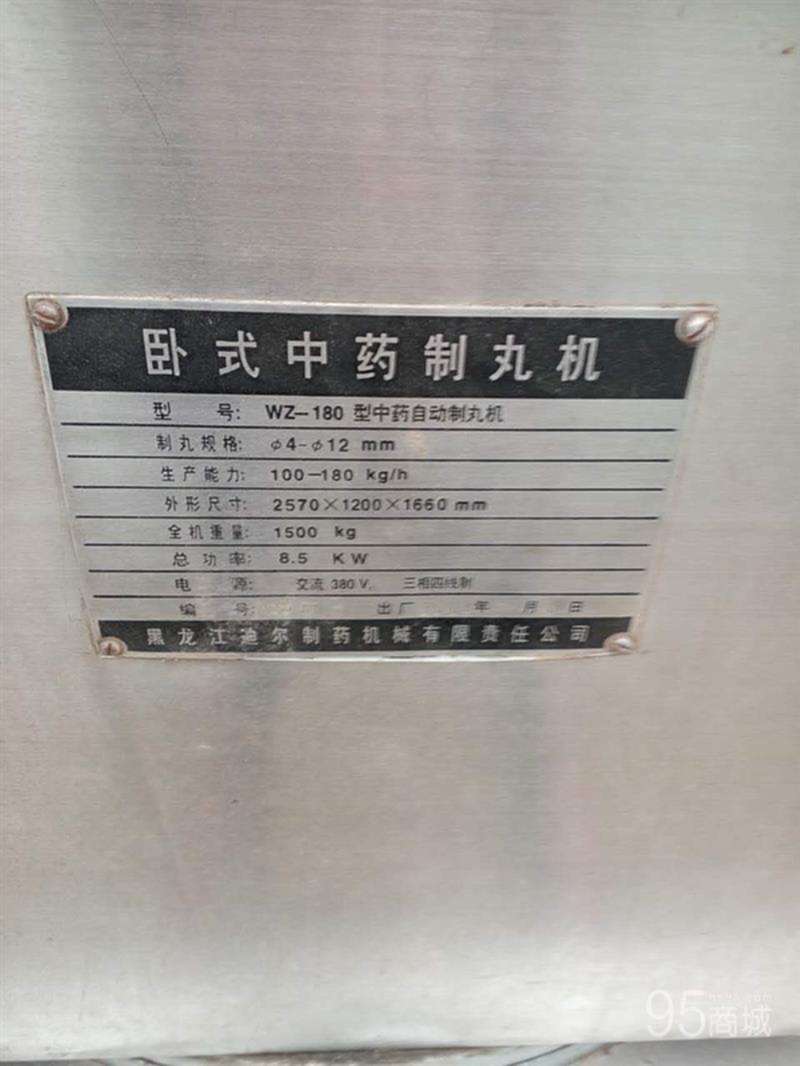 卧式中药制丸机
型 号: WZ-180 型中药自动制丸机
制丸规格: φ4-φ12 mm
生产能力: 100-180 kg/h
外形尺寸: 2570×1200×1660 mm
全机重量: 1500 kg
总功率: 8.5 KW
电 源: 交流 380 V, 三相四线制
编 号: 出厂 年 月 日
黑龙江迪尔制药机械有限责任公司
95商城